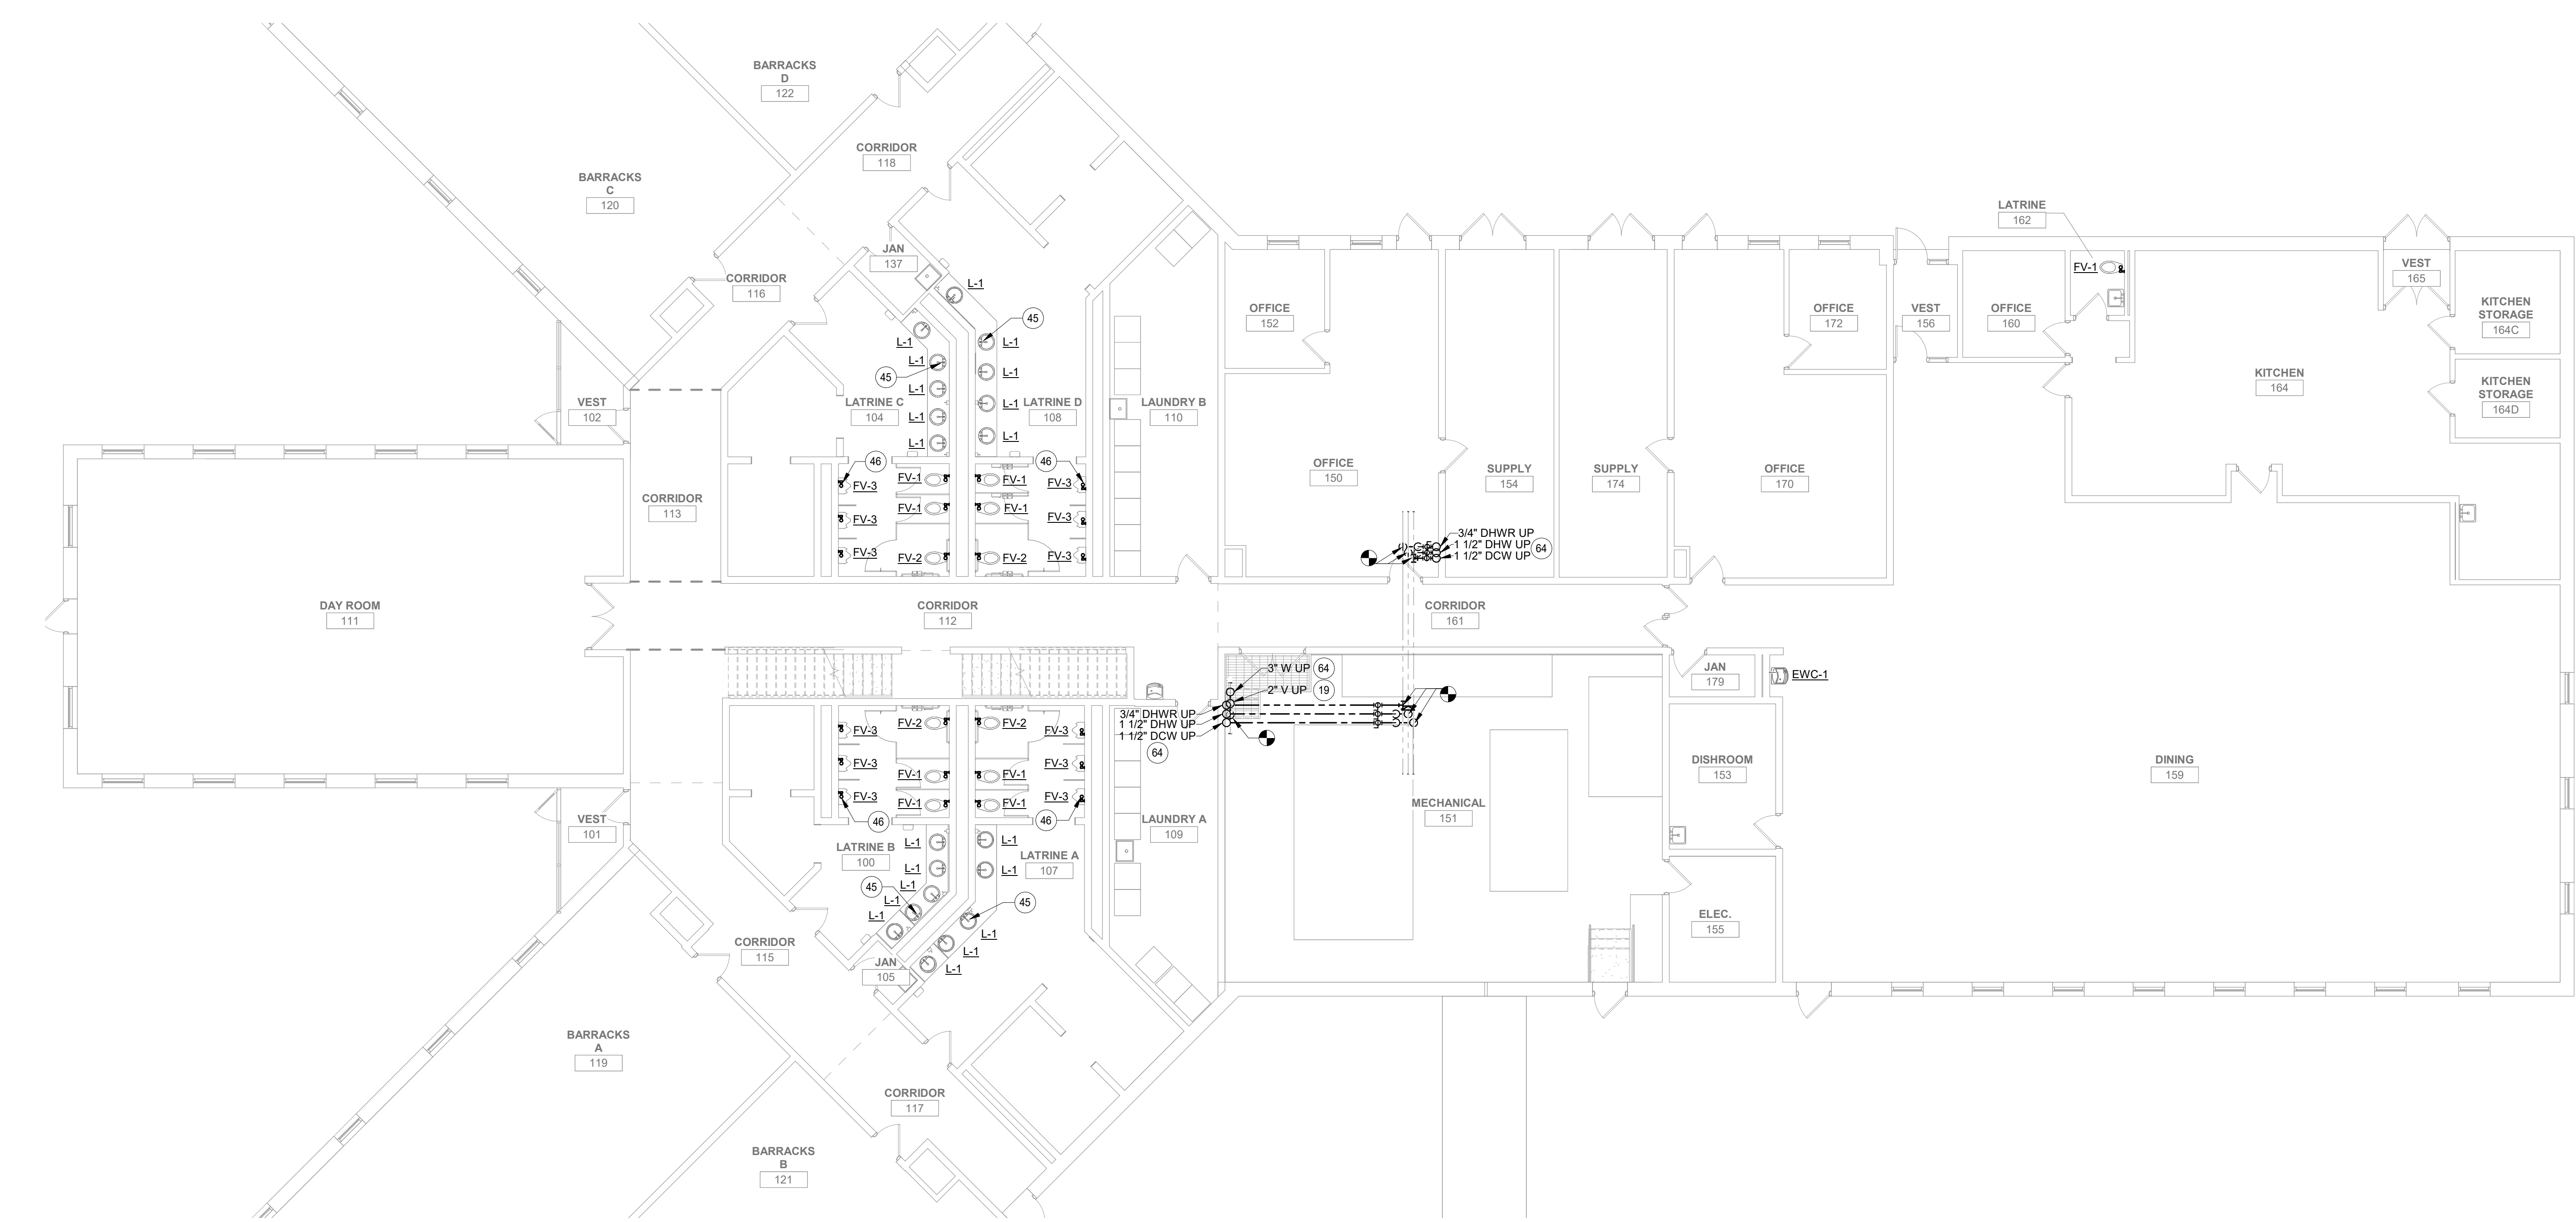 BARRACKS
D
122
CORRIDOR
118
BARRACKS
C
120
JAN
137
CORRIDOR
116
L-1
L-1
45
L-1
L-1
45
L-1
L-1
L-1
L-1
L-1
L-1
VEST
102
LATRINE C
104
LATRINE D
108
LAUNDRY B
110
OFFICE
152
OFFICE
172
VEST
156
OFFICE
160
LATRINE
162
FV-1
VEST
165
KITCHEN
STORAGE
164C
KITCHEN
164
KITCHEN
STORAGE
164D
46
46
FV-3
FV-1
FV-1
FV-3
FV-3
FV-1
FV-1
FV-3
FV-3
FV-2
FV-2
FV-3
CORRIDOR
113
OFFICE
150
SUPPLY
154
SUPPLY
174
OFFICE
170
3/4" DHWR UP
1 1/2" DHW UP
1 1/2" DCW UP
64
DAY ROOM
111
CORRIDOR
112
CORRIDOR
161
3" W UP
64
2" V UP
19
3/4" DHWR UP
1 1/2" DHW UP
1 1/2" DCW UP
64
JAN
179
EWC-1
FV-3
FV-2
FV-2
FV-3
FV-3
FV-1
FV-1
FV-3
FV-3
FV-1
FV-1
FV-3
46
46
DISHROOM
153
DINING
159
MECHANICAL
151
VEST
101
LATRINE B
100
LATRINE A
107
LAUNDRY A
109
L-1
L-1
L-1
L-1
L-1
45
L-1
L-1
45
L-1
L-1
L-1
CORRIDOR
115
JAN
105
ELEC.
155
BARRACKS
A
119
CORRIDOR
117
BARRACKS
B
121